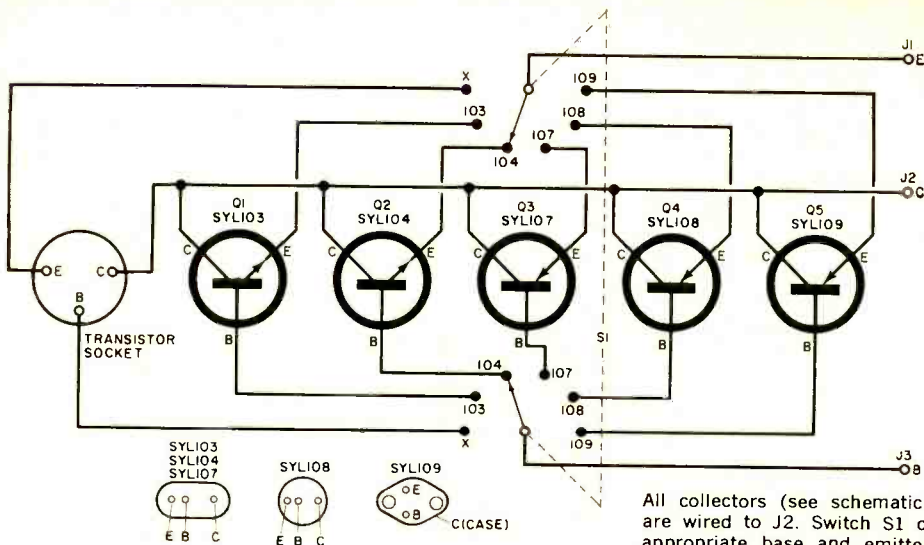 J1
E
X
109
103
108
104
107
J2
C
Q1
SYL103
Q2
SYL104
Q3
SYL107
Q4
SYL108
Q5
SYL109
C E
C E
C E
C E
C E
E C
B
TRANSISTOR
SOCKET
B
B
B
B
B
S1
104
107
103
108
X
109
J3
B
SYL103
SYL104
SYL107
E B C
SYL108
E B C
SYL109
E
B
C(CASE)
All collectors (see schematic
are wired to J2. Switch S1 c
appropriate base and emitte